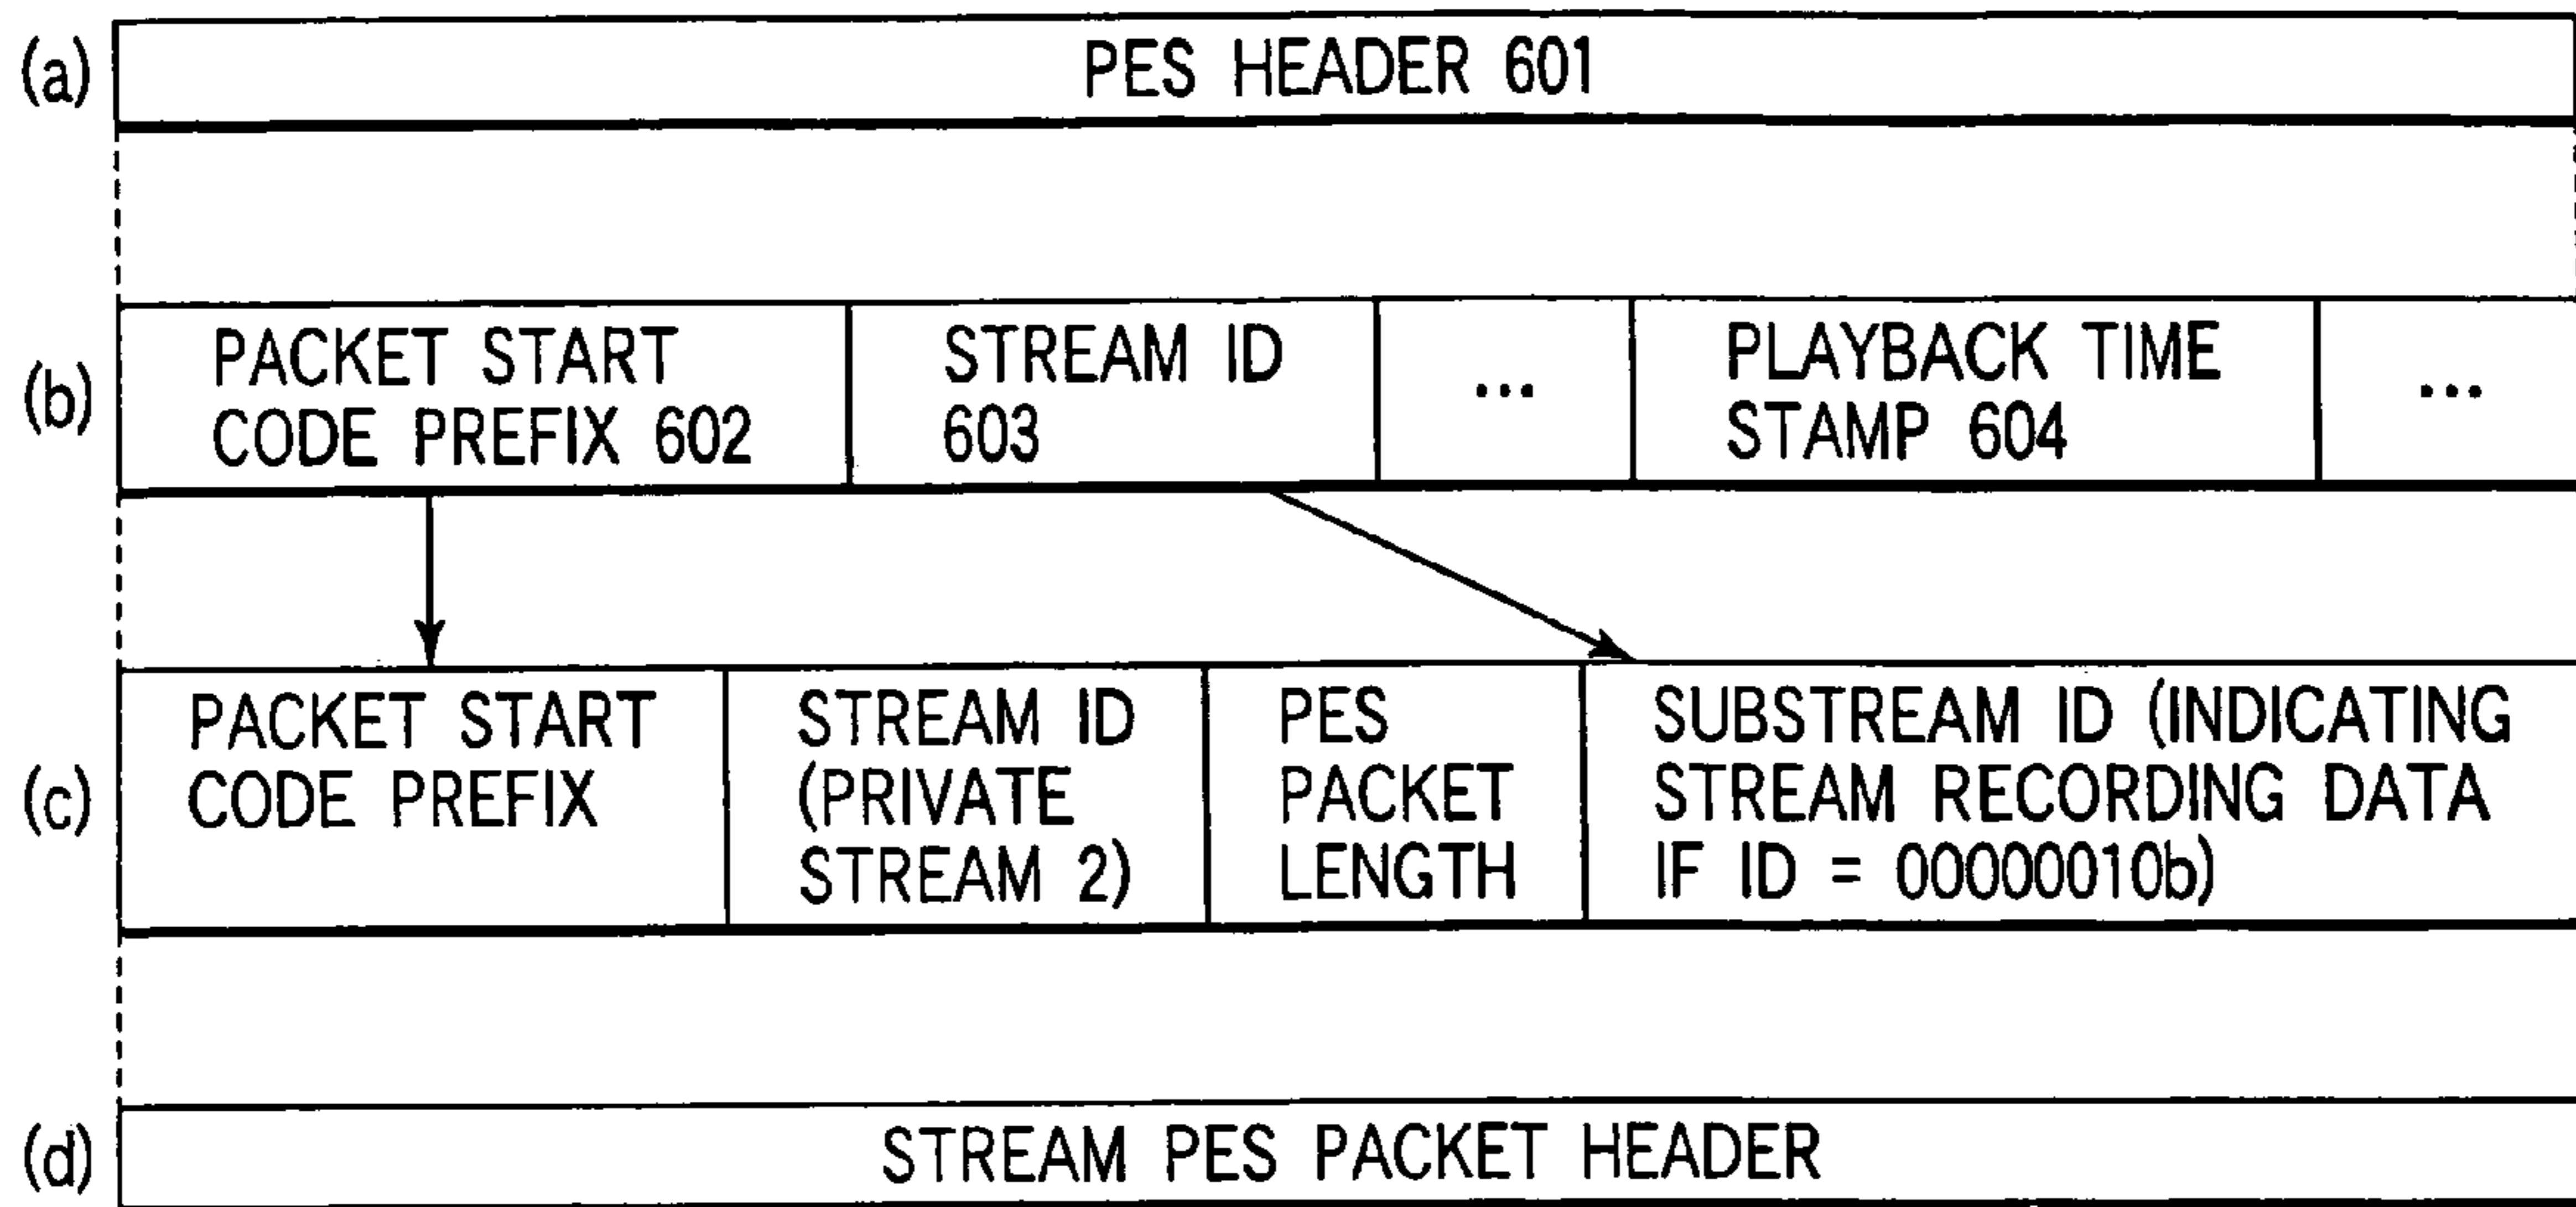 (a)
PES HEADER 601
(b)
PACKET START
CODE PREFIX 602
STREAM ID
603
...
PLAYBACK TIME
STAMP 604
...
(c)
PACKET START
CODE PREFIX
STREAM ID
(PRIVATE
STREAM 2)
PES
PACKET
LENGTH
SUBSTREAM ID (INDICATING
STREAM RECORDING DATA
IF ID = 00000010b)
(d)
STREAM PES PACKET HEADER